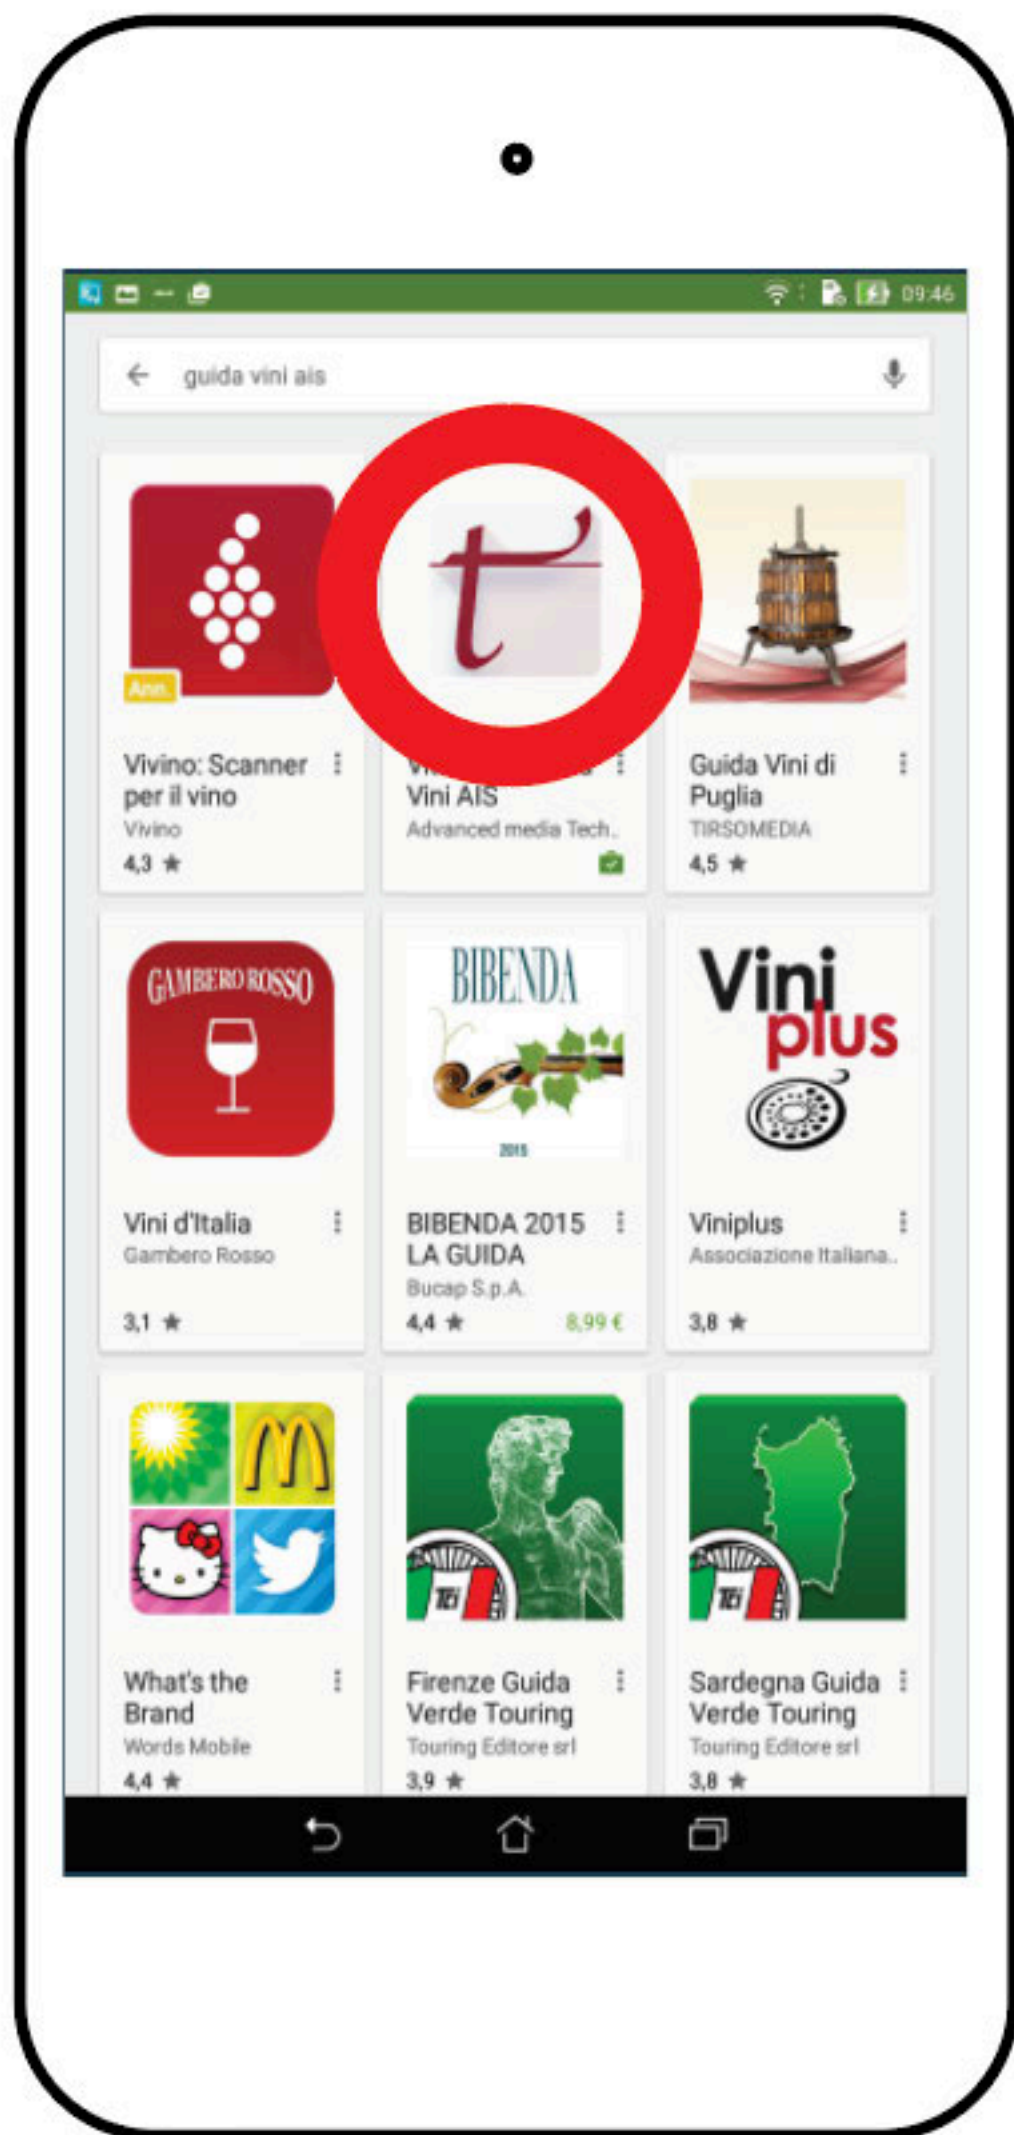 09:46
guida vini ais
Ann.
Vivino: Scanner
per il vino
Vivino
4,3
t
Vini AIS
Advanced media Tech..
Guida Vini di
Puglia
TIRSOMEDIA
4,5
GAMBERO ROSSO
Vini d'Italia
Gambero Rosso
3,1
BIBENDA
2015
BIBENDA 2015
LA GUIDA
Bucap S.p.A.
4,4
8,99 €
Vini
plus
Viniplus
Associazione Italiana..
3,8
What's the
Brand
Words Mobile
4,4
TCi
Firenze Guida
Verde Touring
Touring Editore srl
3,9
TCi
Sardegna Guida
Verde Touring
Touring Editore srl
3,8